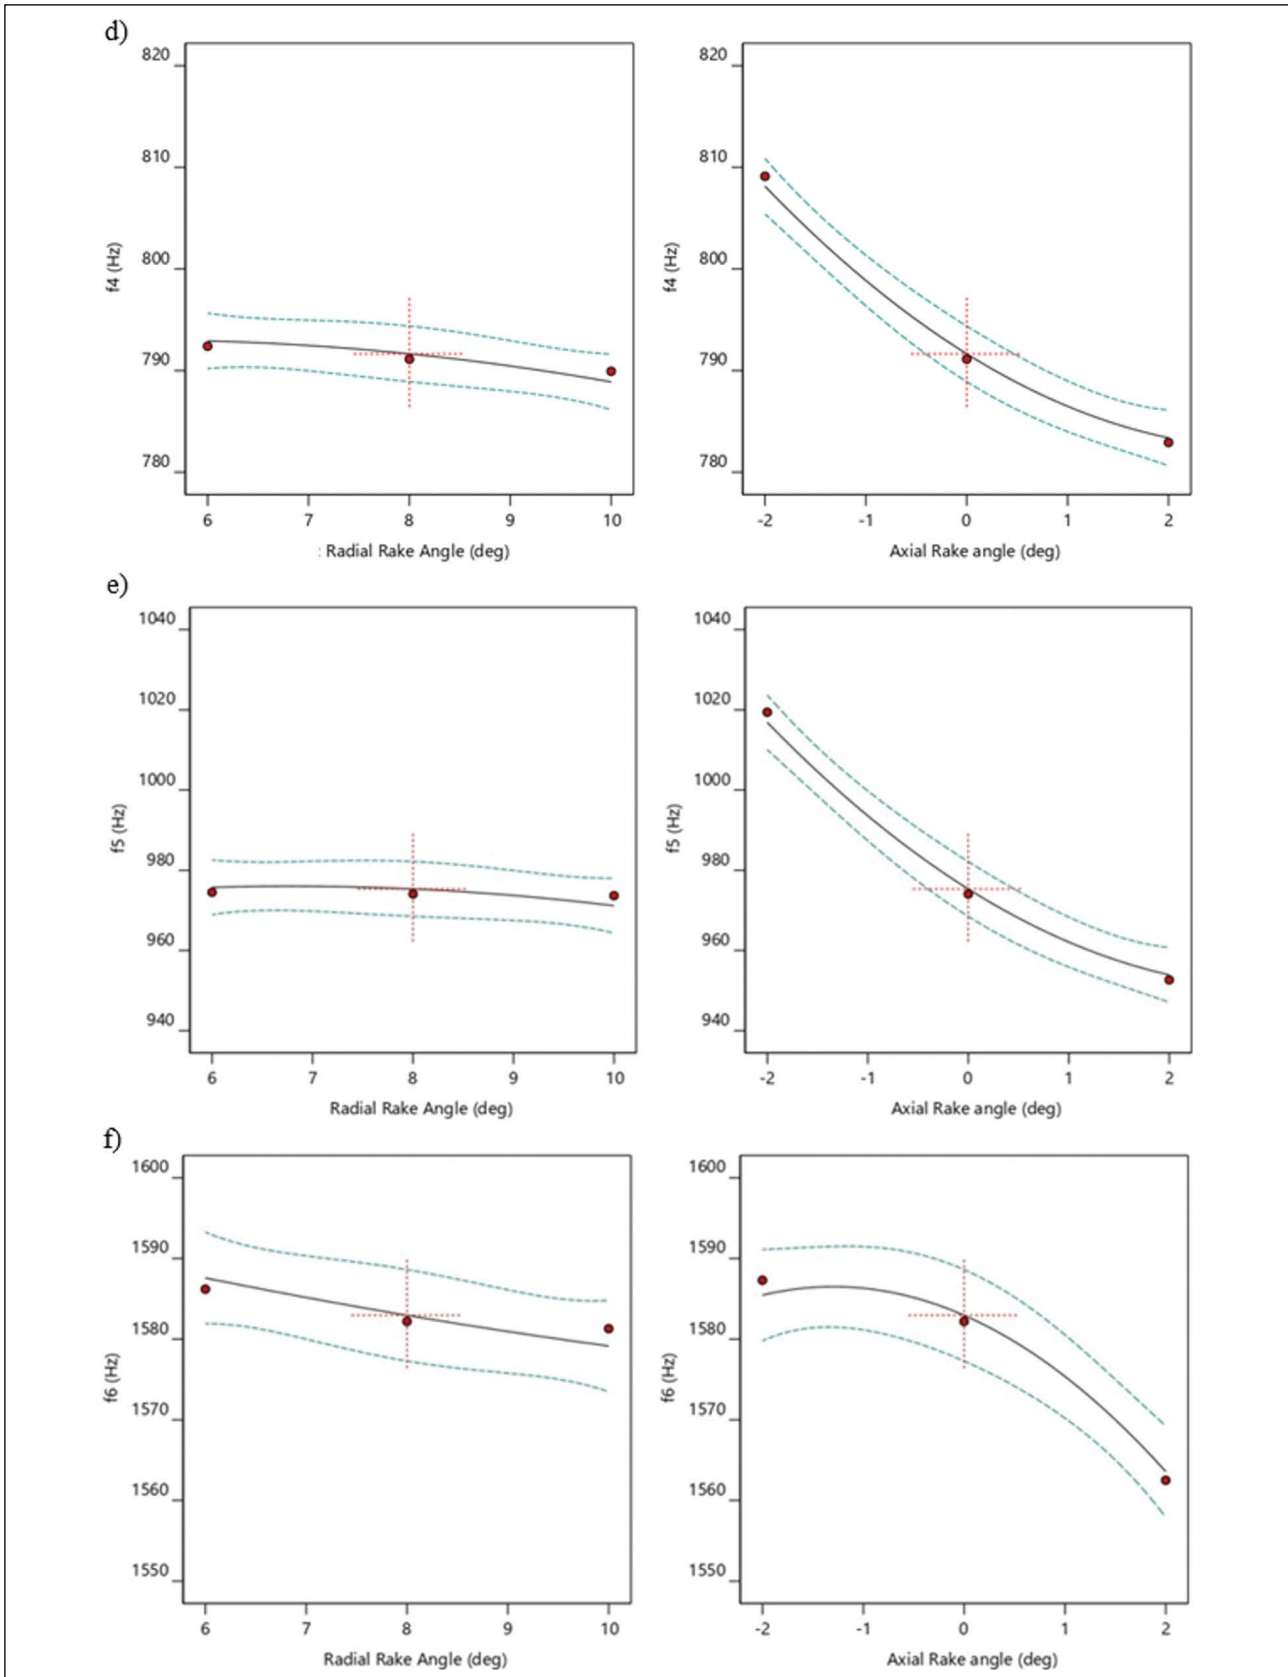 d)
820
810
800
790
780
f4 (Hz)
6 7 8 9 10
: Radial Rake Angle (deg)
820
810
800
790
780
f4 (Hz)
-2 -1 0 1 2
Axial Rake angle (deg)
e)
1040
1020
1000
980
960
940
f5 (Hz)
6 7 8 9 10
Radial Rake Angle (deg)
1040
1020
1000
980
960
940
f5 (Hz)
-2 -1 0 1 2
Axial Rake angle (deg)
f)
1600
1590
1580
1570
1560
1550
f6 (Hz)
6 7 8 9 10
Radial Rake Angle (deg)
1600
1590
1580
1570
1560
1550
f6 (Hz)
-2 -1 0 1 2
Axial Rake angle (deg)